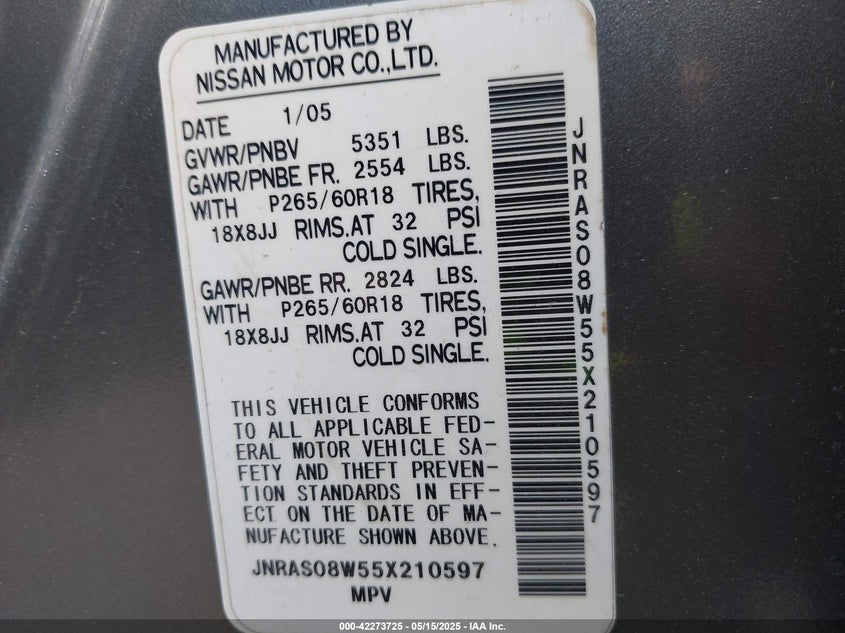 MANUFACTURED BY
NISSAN MOTOR CO.,LTD.
DATE 1/05
GVWR/PNBV 5351 LBS.
GAWR/PNBE FR. 2554 LBS.
WITH P265/60R18 TIRES,
18X8JJ RIMS.AT 32 PSI
COLD SINGLE.
GAWR/PNBE RR. 2824 LBS.
WITH P265/60R18 TIRES,
18X8JJ RIMS.AT 32 PSI
COLD SINGLE.
THIS VEHICLE CONFORMS
TO ALL APPLICABLE FED-
ERAL MOTOR VEHICLE SA-
FETY AND THEFT PREVEN-
TION STANDARDS IN EFF-
ECT ON THE DATE OF MA-
NUFACTURE SHOWN ABOVE.
JNRAS08W55X210597
MPV
JNRAS08W55X210597
000-42273725 - 05/15/2025 - IAA Inc.